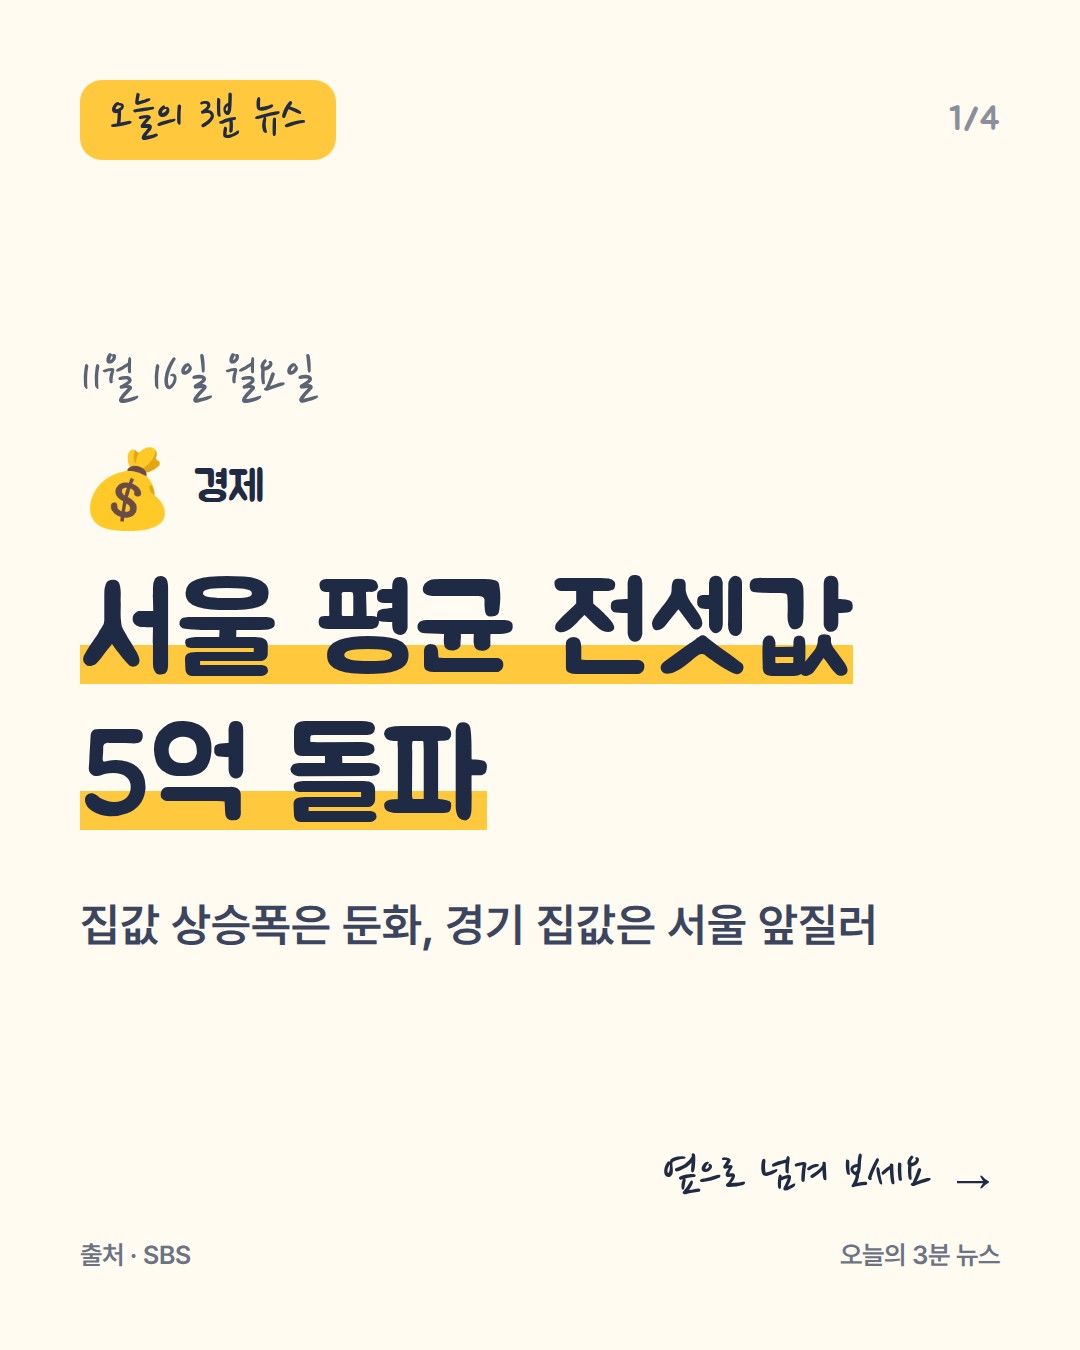 오늘의 3분 뉴스
1/4
11월 16일 월요일
경제
서울 평균 전셋값
5억 돌파
집값 상승폭은 둔화, 경기 집값은 서울 앞질러
옆으로 넘겨 보세요 →
출처 · SBS
오늘의 3분 뉴스